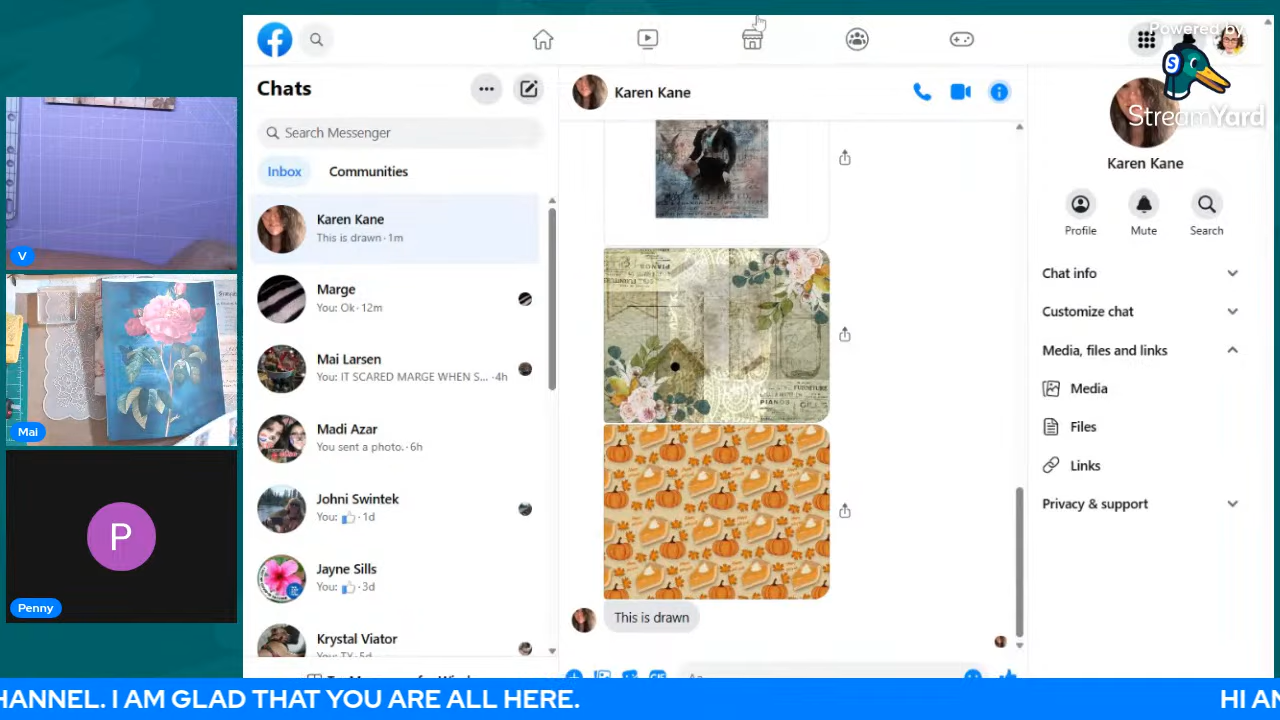 Powered by
StreamYard
V
Mai
P
Penny
Chats
Search Messenger
Inbox
Communities
Karen Kane
This is drawn · 1m
Marge
You: Ok · 12m
Mai Larsen
You: IT SCARED MARGE WHEN S... · 4h
Madi Azar
You sent a photo. · 6h
Johni Swintek
You: 👍 · 1d
Jayne Sills
You: 👍 · 3d
Krystal Viator
Karen Kane
PIANOS
FURNITURE
PIANOS
This is drawn
Aa
Karen Kane
Profile
Mute
Search
Chat info
Customize chat
Media, files and links
Media
Files
Links
Privacy & support
HANNEL. I AM GLAD THAT YOU ARE ALL HERE.
HI AN